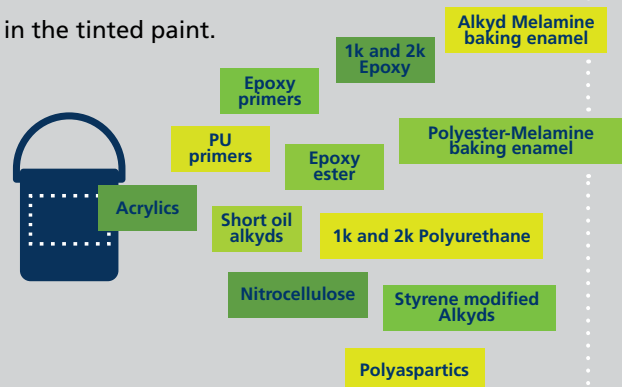 in the tinted paint.
Alkyd Melamine
baking enamel
1k and 2k
Epoxy
Epoxy
primers
PU
primers
Polyester-Melamine
baking enamel
Epoxy
ester
Acrylics
Short oil
alkyds
1k and 2k Polyurethane
Nitrocellulose
Styrene modified
Alkyds
Polyaspartics